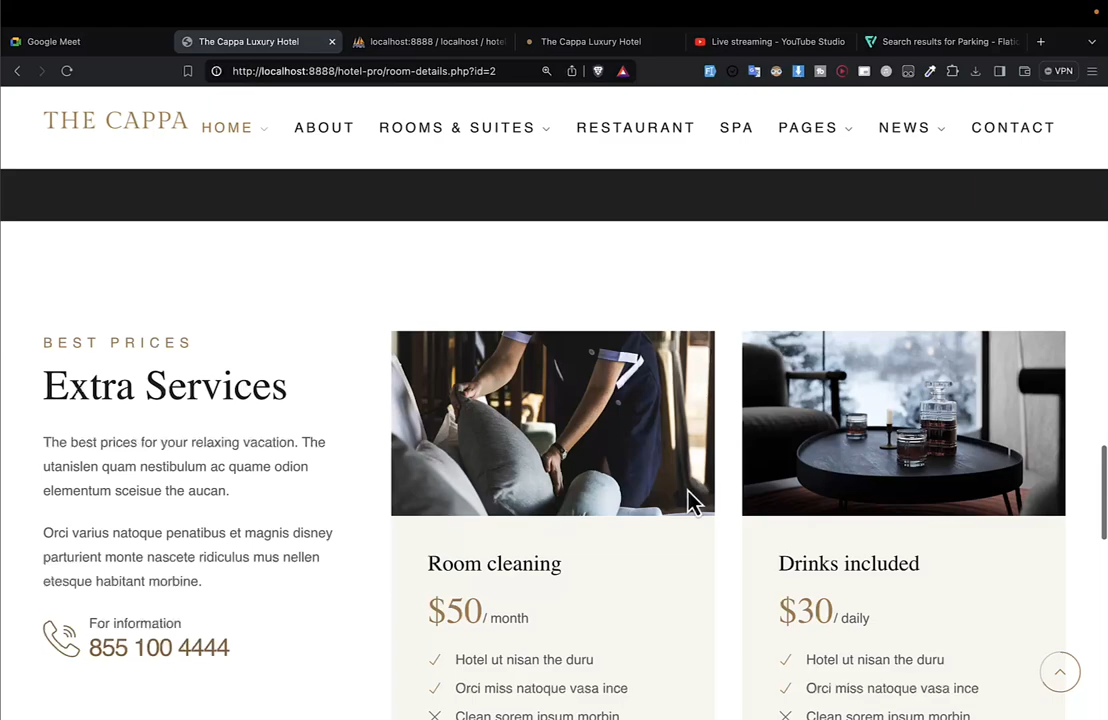 Google Meet
The Cappa Luxury Hotel
localhost:8888 / localhost / hote
The Cappa Luxury Hotel
Live streaming - YouTube Studio
Search results for Parking - Flatic
http://localhost:8888/hotel-pro/room-details.php?id=2
VPN
THE CAPPA
HOME
ABOUT
ROOMS & SUITES
RESTAURANT
SPA
PAGES
NEWS
CONTACT
BEST PRICES
Extra Services
The best prices for your relaxing vacation. The
utanislen quam nestibulum ac quame odion
elementum sceisue the aucan.
Orci varius natoque penatibus et magnis disney
parturient monte nascete ridiculus mus nellen
etesque habitant morbine.
For information
855 100 4444
Room cleaning
$50/ month
Hotel ut nisan the duru
Orci miss natoque vasa ince
Clean sorem ipsum morbin
Drinks included
$30/ daily
Hotel ut nisan the duru
Orci miss natoque vasa ince
Clean sorem ipsum morbin